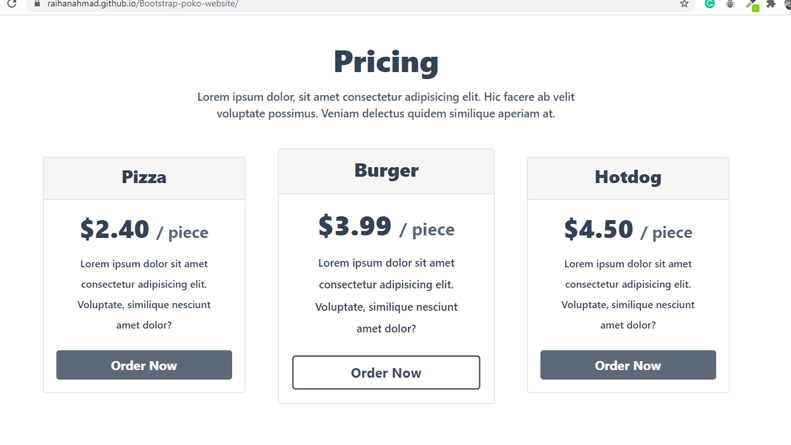 raihanahmad.github.io/Bootstrap-poko-website/
Pricing
Lorem ipsum dolor, sit amet consectetur adipisicing elit. Hic facere ab velit
voluptate possimus. Veniam delectus quidem similique aperiam at.
Pizza
$2.40 / piece
Lorem ipsum dolor sit amet
consectetur adipisicing elit.
Voluptate, similique nesciunt
amet dolor?
Order Now
Burger
$3.99 / piece
Lorem ipsum dolor sit amet
consectetur adipisicing elit.
Voluptate, similique nesciunt
amet dolor?
Order Now
Hotdog
$4.50 / piece
Lorem ipsum dolor sit amet
consectetur adipisicing elit.
Voluptate, similique nesciunt
amet dolor?
Order Now